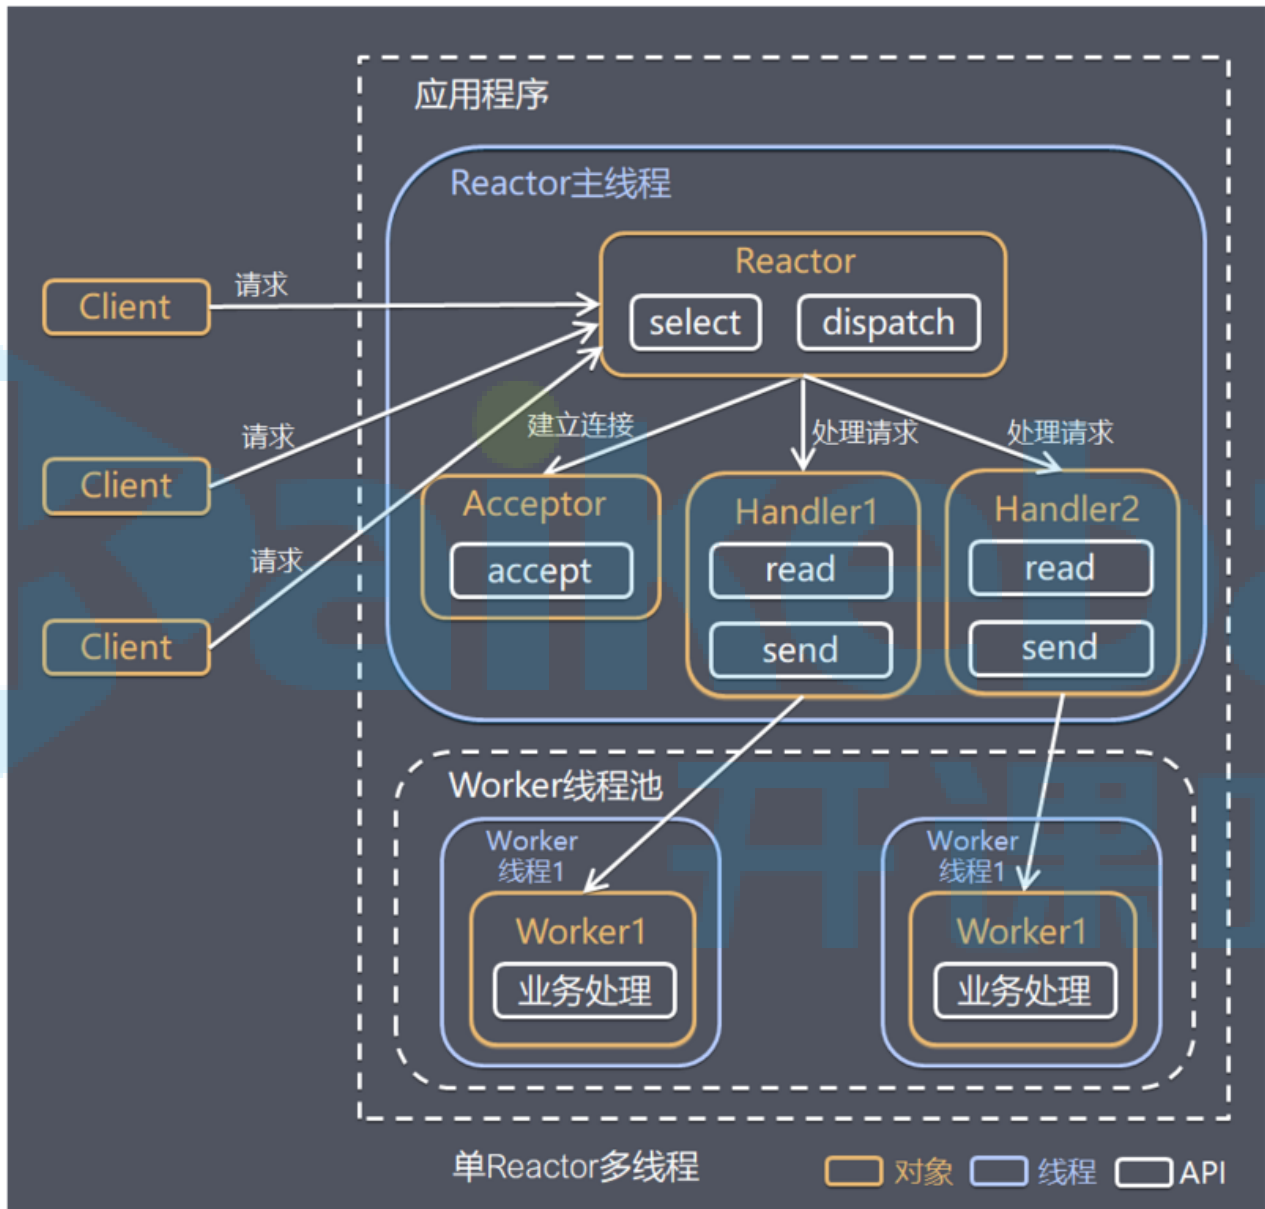 应用程序
Reactor主线程
Reactor
select
dispatch
Client
请求
Client
请求
Client
请求
建立连接
处理请求
处理请求
Acceptor
accept
Handler1
read
send
Handler2
read
send
Worker线程池
Worker
线程1
Worker1
业务处理
Worker
线程1
Worker1
业务处理
单Reactor多线程
对象
线程
API